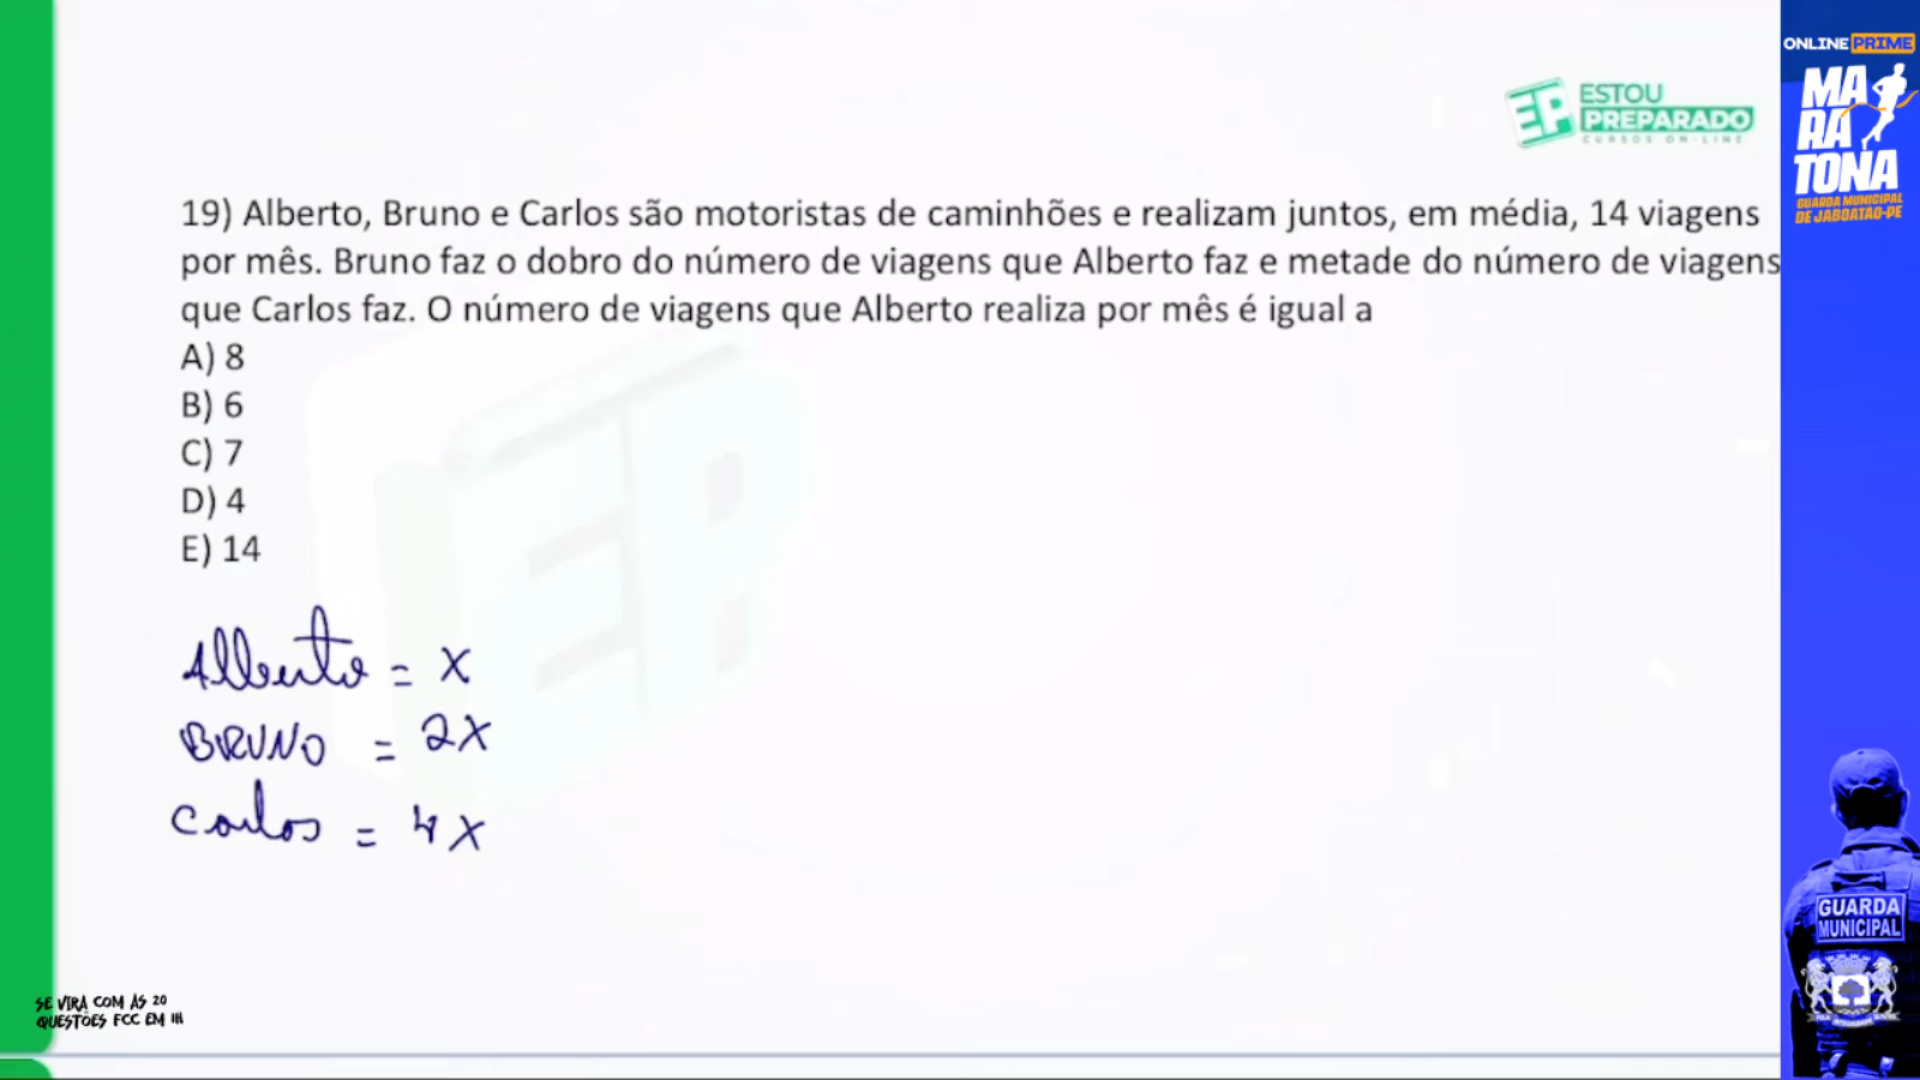 ONLINE PRIME
MA
RA
TONA
GUARDA MUNICIPAL
DE JABOATÃO-PE
ESTOU
EP PREPARADO
CURSOS ON-LINE
19) Alberto, Bruno e Carlos são motoristas de caminhões e realizam juntos, em média, 14 viagens
por mês. Bruno faz o dobro do número de viagens que Alberto faz e metade do número de viagens
que Carlos faz. O número de viagens que Alberto realiza por mês é igual a
A) 8
B) 6
C) 7
D) 4
E) 14
EP
Alberto = x
BRUNO = 2x
Carlos = 4x
GUARDA
MUNICIPAL
SE VIRA COM AS 20
QUESTÕES FCC EM 1H